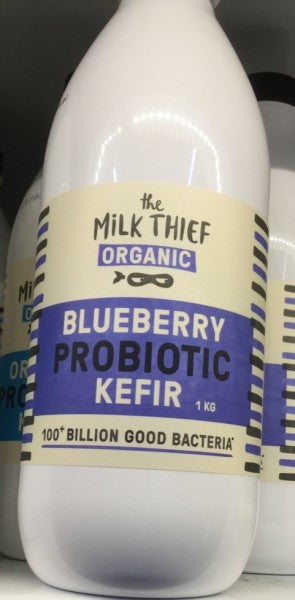 the
MiLK THIEF
ORGANIC
BLUEBERRY
PROBIOTIC
KEFIR 1 KG
100+ BILLION GOOD BACTERIA*